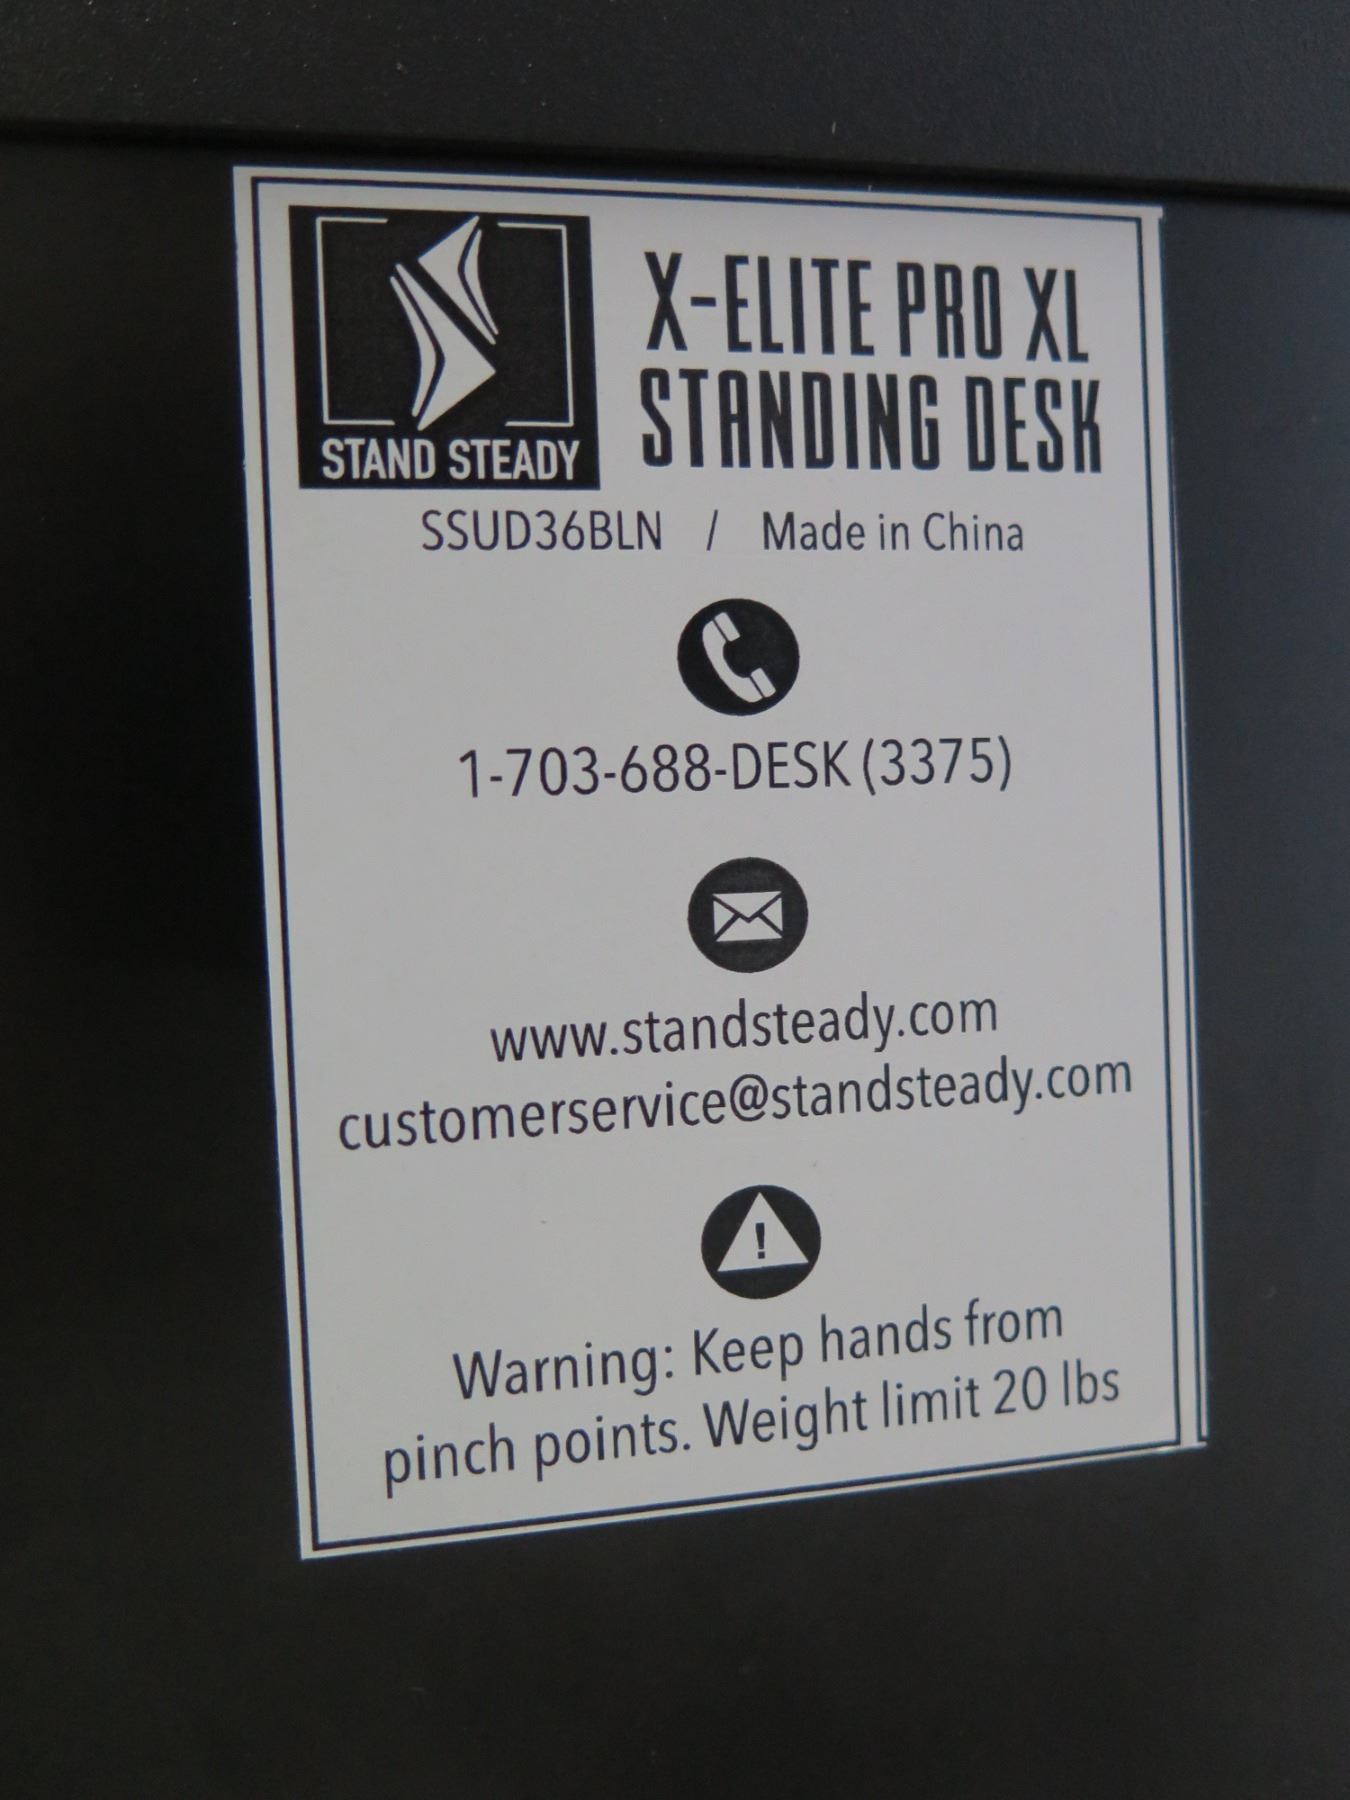 STAND STEADY
X-ELITE PRO XL
STANDING DESK
SSUD36BLN / Made in China
1-703-688-DESK (3375)
www.standsteady.com
customerservice@standsteady.com
!
Warning: Keep hands from
pinch points. Weight limit 20 lbs